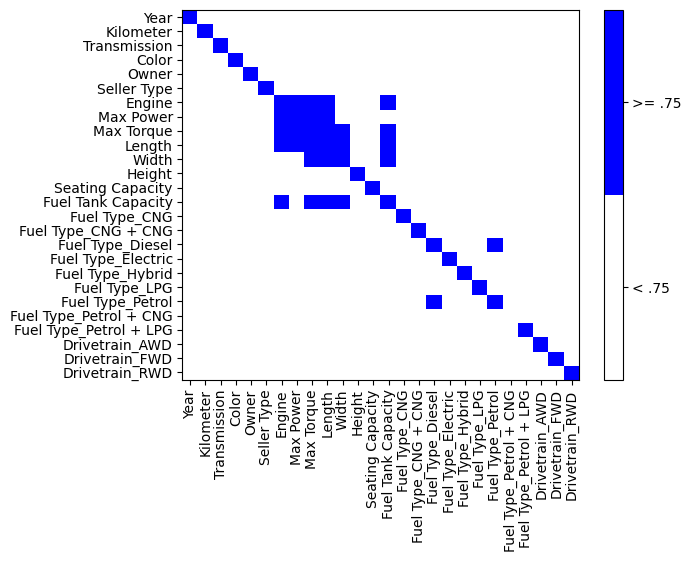 Year
Kilometer
Transmission
Color
Owner
Seller Type
Engine
Max Power
Max Torque
Length
Width
Height
Seating Capacity
Fuel Tank Capacity
Fuel Type_CNG
Fuel Type_CNG + CNG
Fuel Type_Diesel
Fuel Type_Electric
Fuel Type_Hybrid
Fuel Type_LPG
Fuel Type_Petrol
Fuel Type_Petrol + CNG
Fuel Type_Petrol + LPG
Drivetrain_AWD
Drivetrain_FWD
Drivetrain_RWD
>= .75
< .75
Year
Kilometer
Transmission
Color
Owner
Seller Type
Engine
Max Power
Max Torque
Length
Width
Height
Seating Capacity
Fuel Tank Capacity
Fuel Type_CNG
Fuel Type_CNG + CNG
Fuel Type_Diesel
Fuel Type_Electric
Fuel Type_Hybrid
Fuel Type_LPG
Fuel Type_Petrol
Fuel Type_Petrol + CNG
Fuel Type_Petrol + LPG
Drivetrain_AWD
Drivetrain_FWD
Drivetrain_RWD